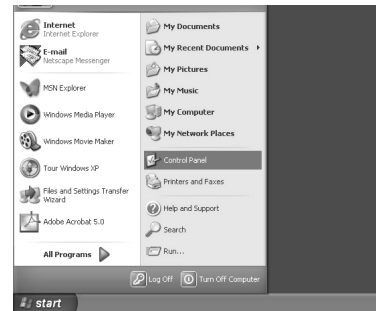 Internet
Internet Explorer
E-mail
Netscape Messenger
MSN Explorer
Windows Media Player
Windows Movie Maker
Tour Windows XP
Files and Settings Transfer
Wizard
Adobe Acrobat 5.0
All Programs
My Documents
My Recent Documents
My Pictures
My Music
My Computer
My Network Places
Control Panel
Printers and Faxes
Help and Support
Search
Run...
Log Off
Turn Off Computer
start